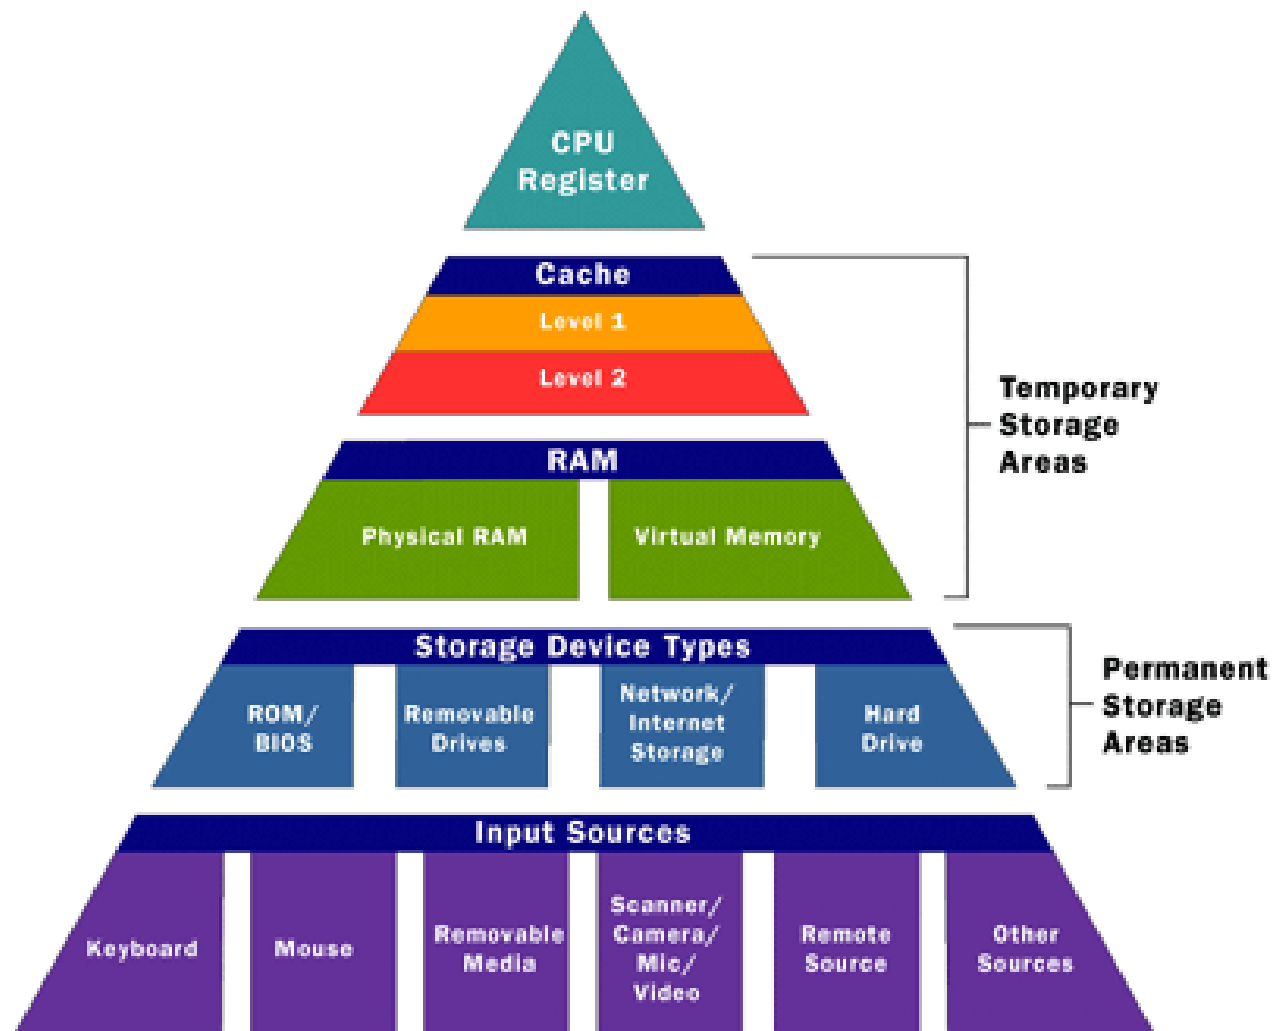 CPU
Register
Cache
Level 1
Level 2
Temporary
Storage
Areas
RAM
Physical RAM
Virtual Memory
Storage Device Types
ROM/
BIOS
Removable
Drives
Network/
Internet
Storage
Hard
Drive
Permanent
Storage
Areas
Input Sources
Keyboard
Mouse
Removable
Media
Scanner/
Camera/
Mic/
Video
Remote
Source
Other
Sources